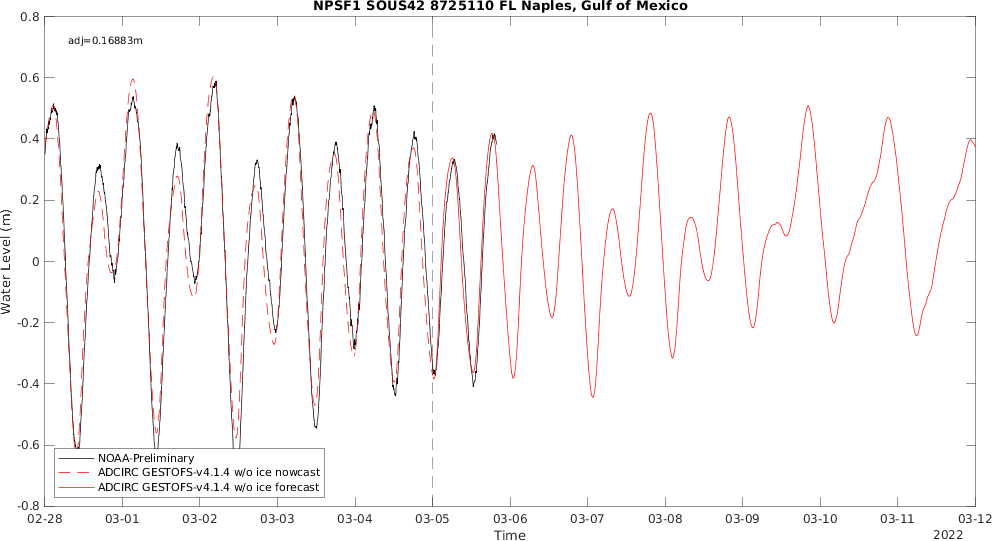 NPSF1 SOUS42 8725110 FL Naples, Gulf of Mexico
adj=0.16883m
0.8
0.6
0.4
0.2
0
-0.2
-0.4
-0.6
-0.8
Water Level (m)
NOAA-Preliminary
ADCIRC GESTOFS-v4.1.4 w/o ice nowcast
ADCIRC GESTOFS-v4.1.4 w/o ice forecast
02-28 03-01 03-02 03-03 03-04 03-05 03-06 03-07 03-08 03-09 03-10 03-11 03-12
Time
2022